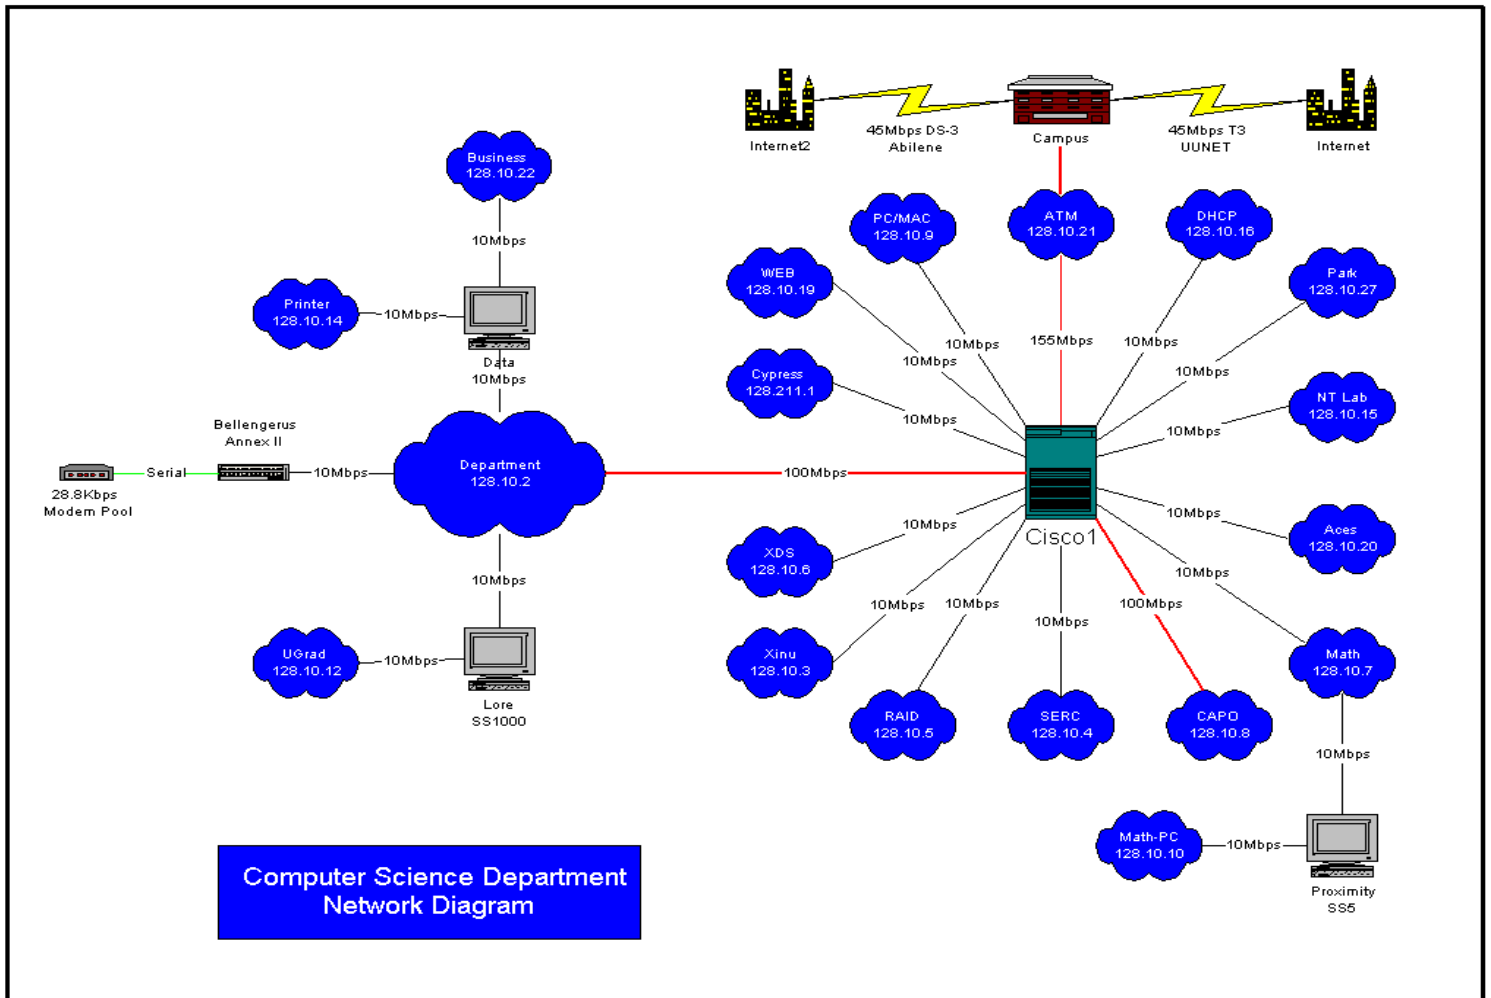 Internet2
45Mbps DS-3
Abilene
Campus
45Mbps T3
UUNET
Internet
Business
128.10.22
10Mbps
Printer
128.10.14
10Mbps
Data
10Mbps
Bellengerus
Annex II
Serial
10Mbps
28.8Kbps
Modem Pool
Department
128.10.2
100Mbps
10Mbps
UGrad
128.10.12
10Mbps
Lore
SS1000
PC/MAC
128.10.9
10Mbps
ATM
128.10.21
155Mbps
DHCP
128.10.16
10Mbps
WEB
128.10.19
10Mbps
Park
128.10.27
10Mbps
Cypress
128.211.1
10Mbps
NT Lab
128.10.15
10Mbps
Cisco1
XDS
128.10.6
10Mbps
Aces
128.10.20
10Mbps
Xinu
128.10.3
10Mbps
RAID
128.10.5
10Mbps
SERC
128.10.4
10Mbps
CAPO
128.10.8
100Mbps
Math
128.10.7
10Mbps
10Mbps
Math-PC
128.10.10
10Mbps
Proximity
SS5
Computer Science Department
Network Diagram